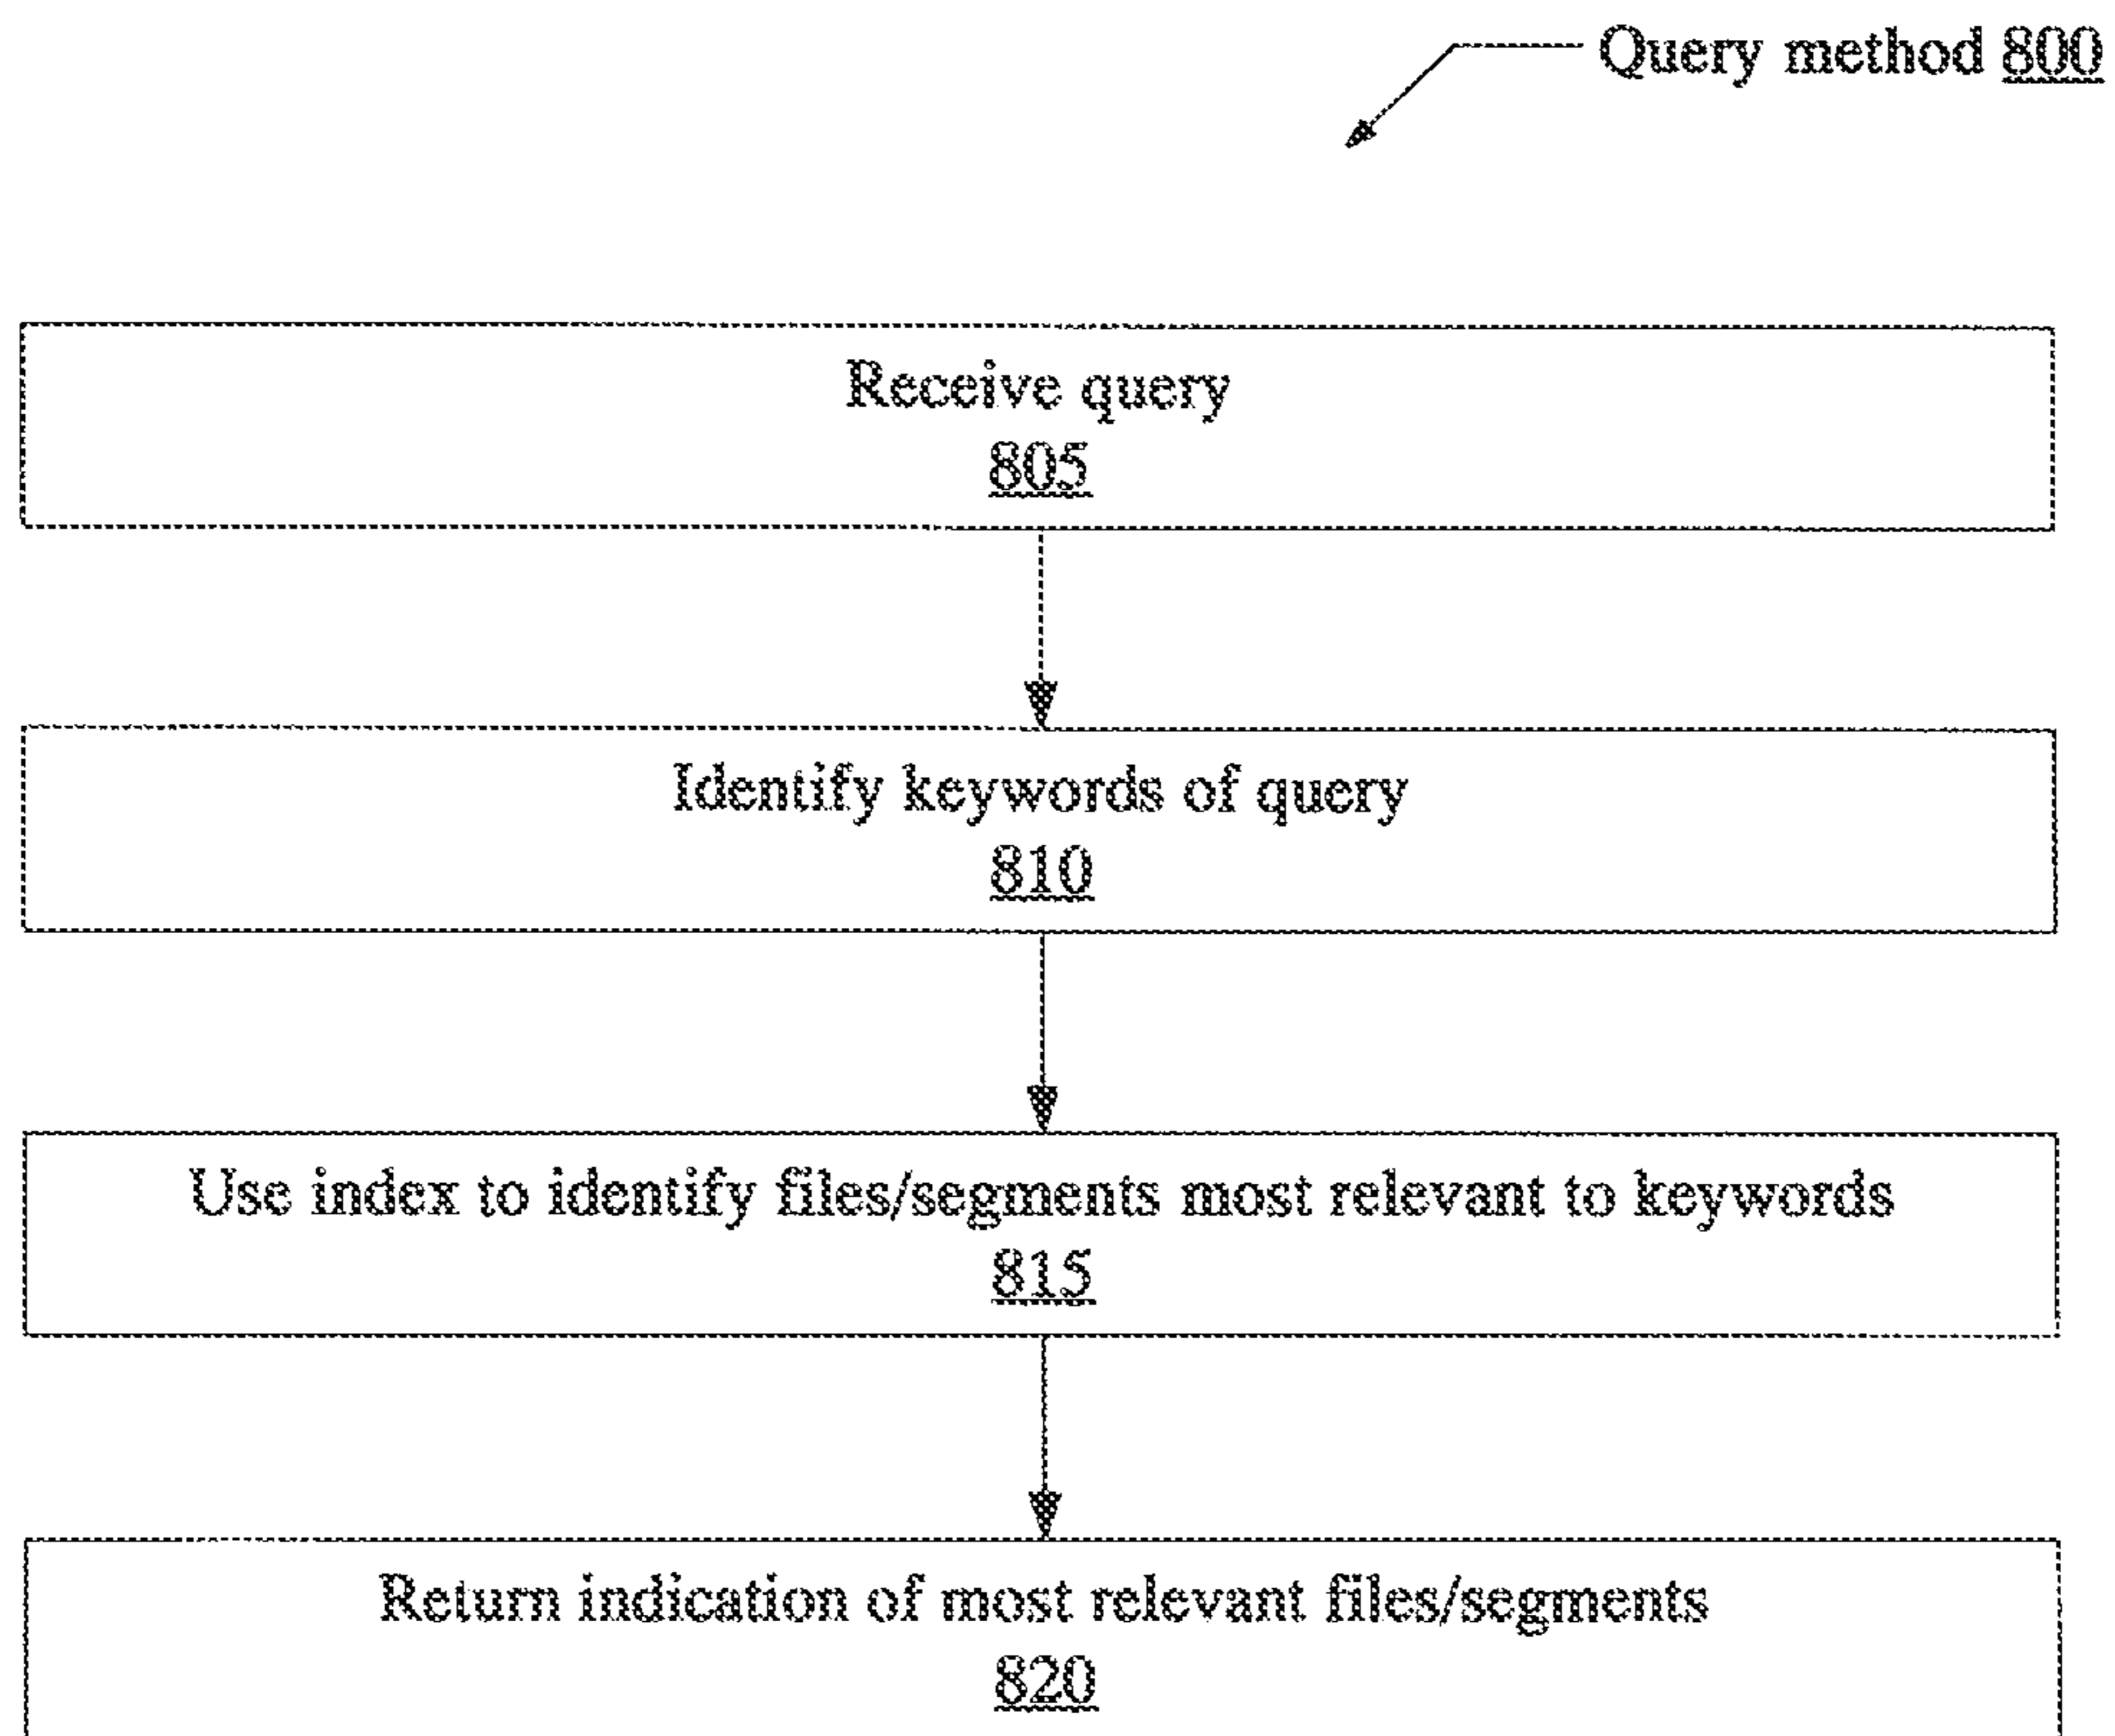 Query method 800
Receive query
805
Identify keywords of query
810
Use index to identify files/segments most relevant to keywords
815
Return indication of most relevant files/segments
820